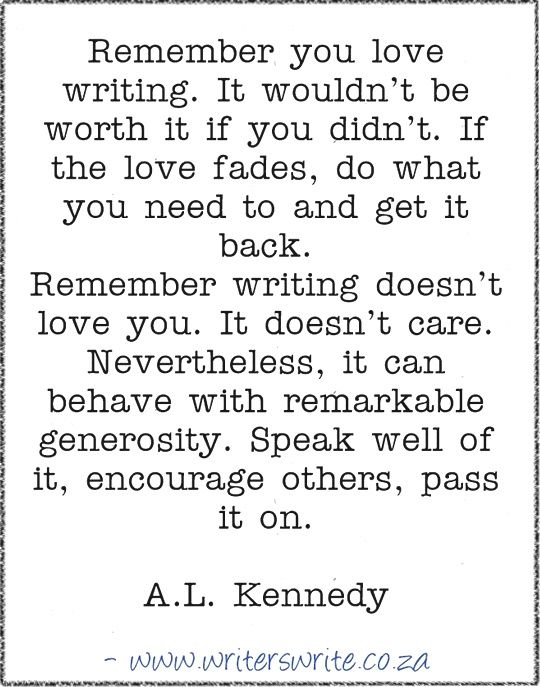 Remember you love
writing. It wouldn't be
worth it if you didn't. If
the love fades, do what
you need to and get it
back.
Remember writing doesn't
love you. It doesn't care.
Nevertheless, it can
behave with remarkable
generosity. Speak well of
it, encourage others, pass
it on.
A.L. Kennedy
- www.writerswrite.co.za